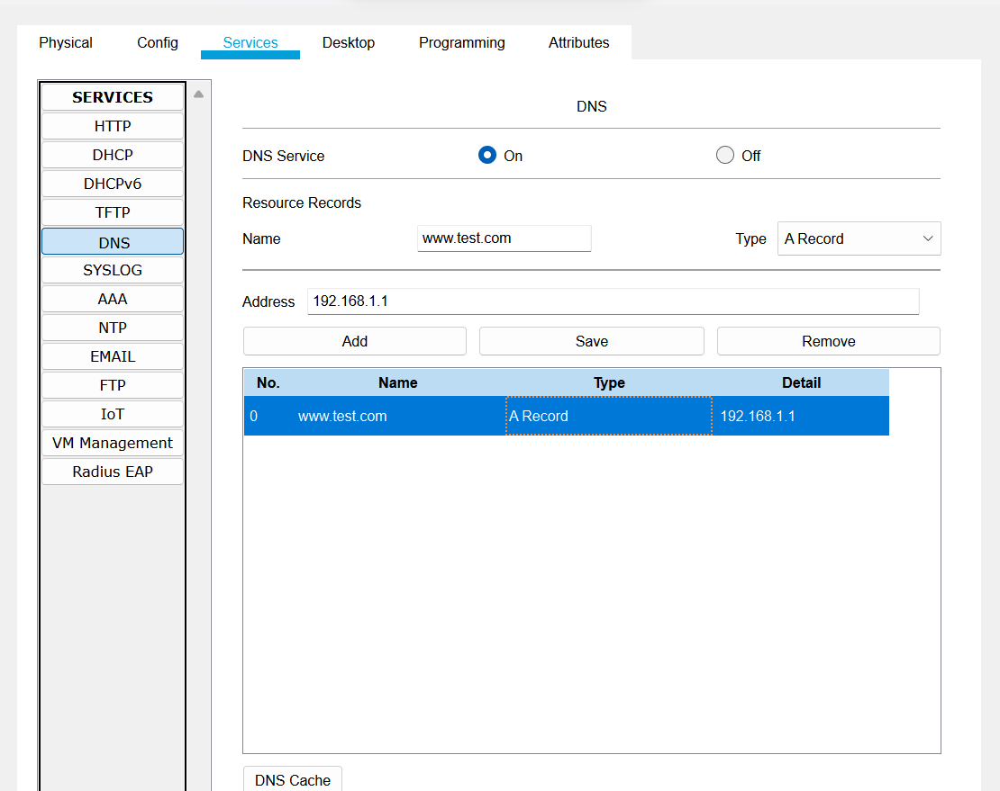 Physical Config Services Desktop Programming Attributes
SERVICES
HTTP
DHCP
DHCPv6
TFTP
DNS
SYSLOG
AAA
NTP
EMAIL
FTP
IoT
VM Management
Radius EAP
DNS
DNS Service On Off
Resource Records
Name www.test.com Type A Record
Address 192.168.1.1
Add Save Remove
No. Name Type Detail
0 www.test.com A Record 192.168.1.1
DNS Cache